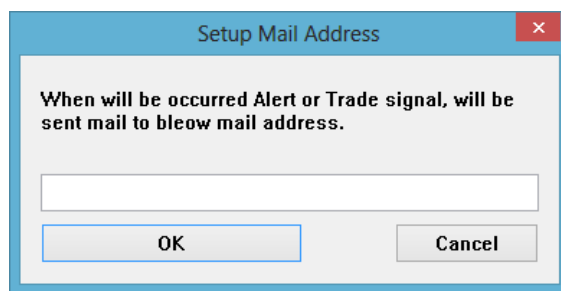 Setup Mail Address
When will be occurred Alert or Trade signal, will be
sent mail to bleow mail address.
OK
Cancel